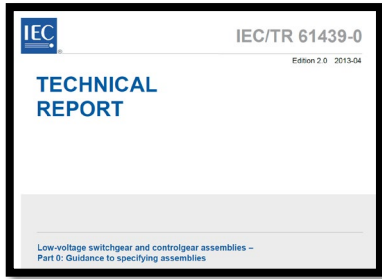 IEC
®
IEC/TR 61439-0
Edition 2.0 2013-04
TECHNICAL
REPORT
Low-voltage switchgear and controlgear assemblies –
Part 0: Guidance to specifying assemblies